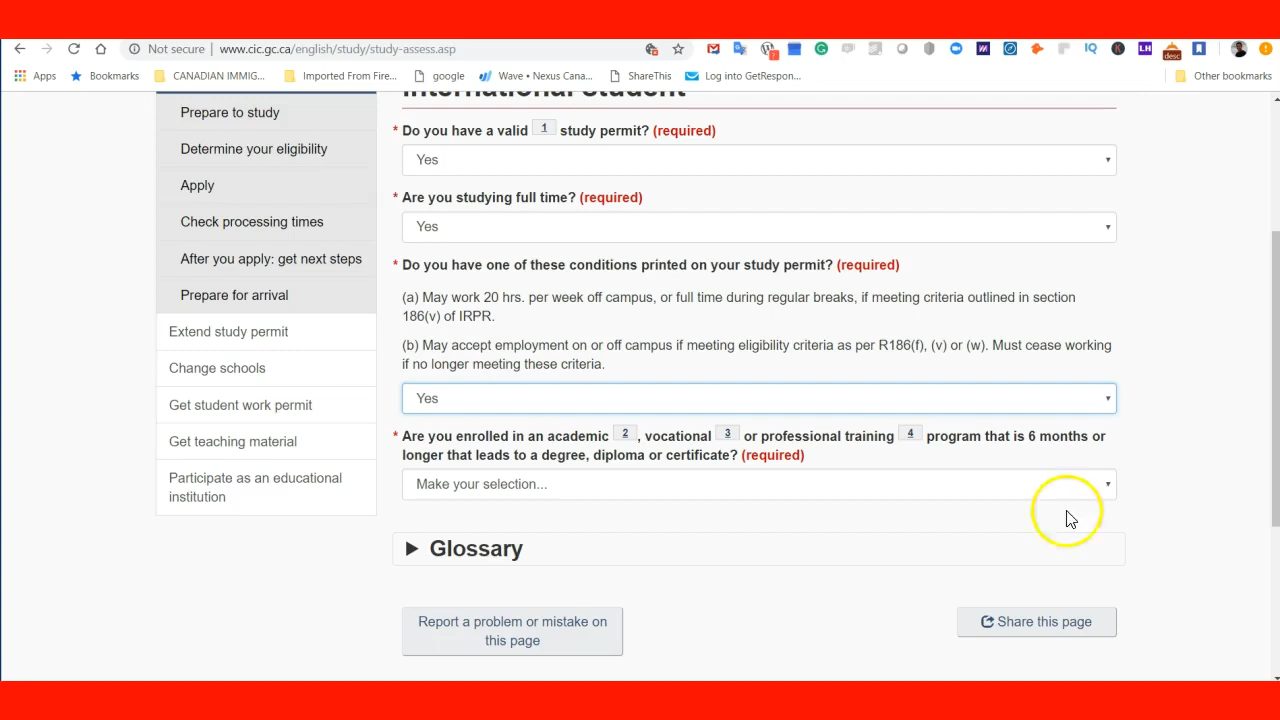 Not secure | www.cic.gc.ca/english/study/study-assess.asp
7 IQ K LH desc
Apps Bookmarks CANADIAN IMMIG... Imported From Fire... google Wave • Nexus Cana... ShareThis Log into GetRespon... Other bookmarks
International student
Prepare to study
Determine your eligibility
Apply
Check processing times
After you apply: get next steps
Prepare for arrival
Extend study permit
Change schools
Get student work permit
Get teaching material
Participate as an educational
institution
* Do you have a valid 1 study permit? (required)
Yes
* Are you studying full time? (required)
Yes
* Do you have one of these conditions printed on your study permit? (required)
(a) May work 20 hrs. per week off campus, or full time during regular breaks, if meeting criteria outlined in section
186(v) of IRPR.
(b) May accept employment on or off campus if meeting eligibility criteria as per R186(f), (v) or (w). Must cease working
if no longer meeting these criteria.
Yes
* Are you enrolled in an academic 2 , vocational 3 or professional training 4 program that is 6 months or
longer that leads to a degree, diploma or certificate? (required)
Make your selection...
Glossary
Report a problem or mistake on
this page
Share this page